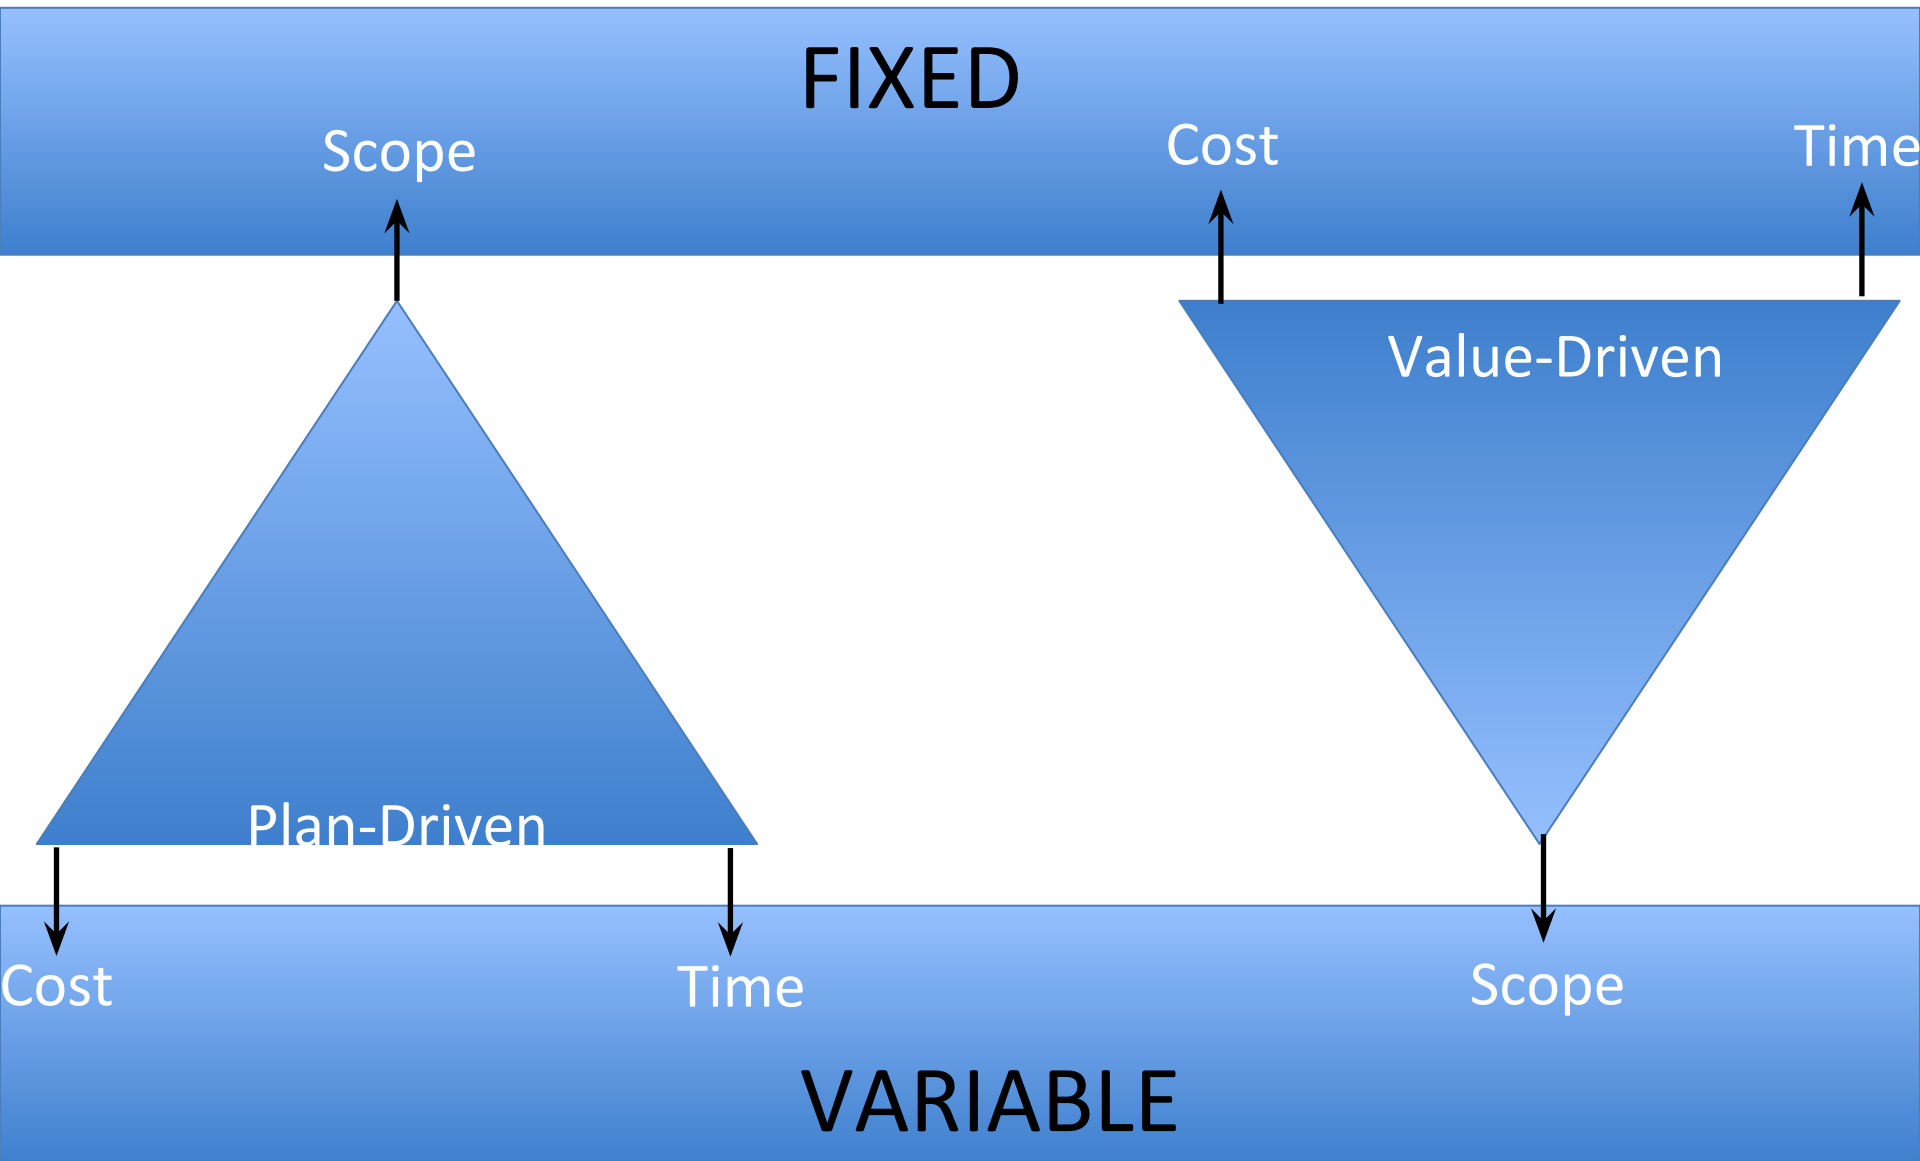 FIXED
Scope
Cost
Time
Value-Driven
Plan-Driven
Cost
Time
Scope
VARIABLE